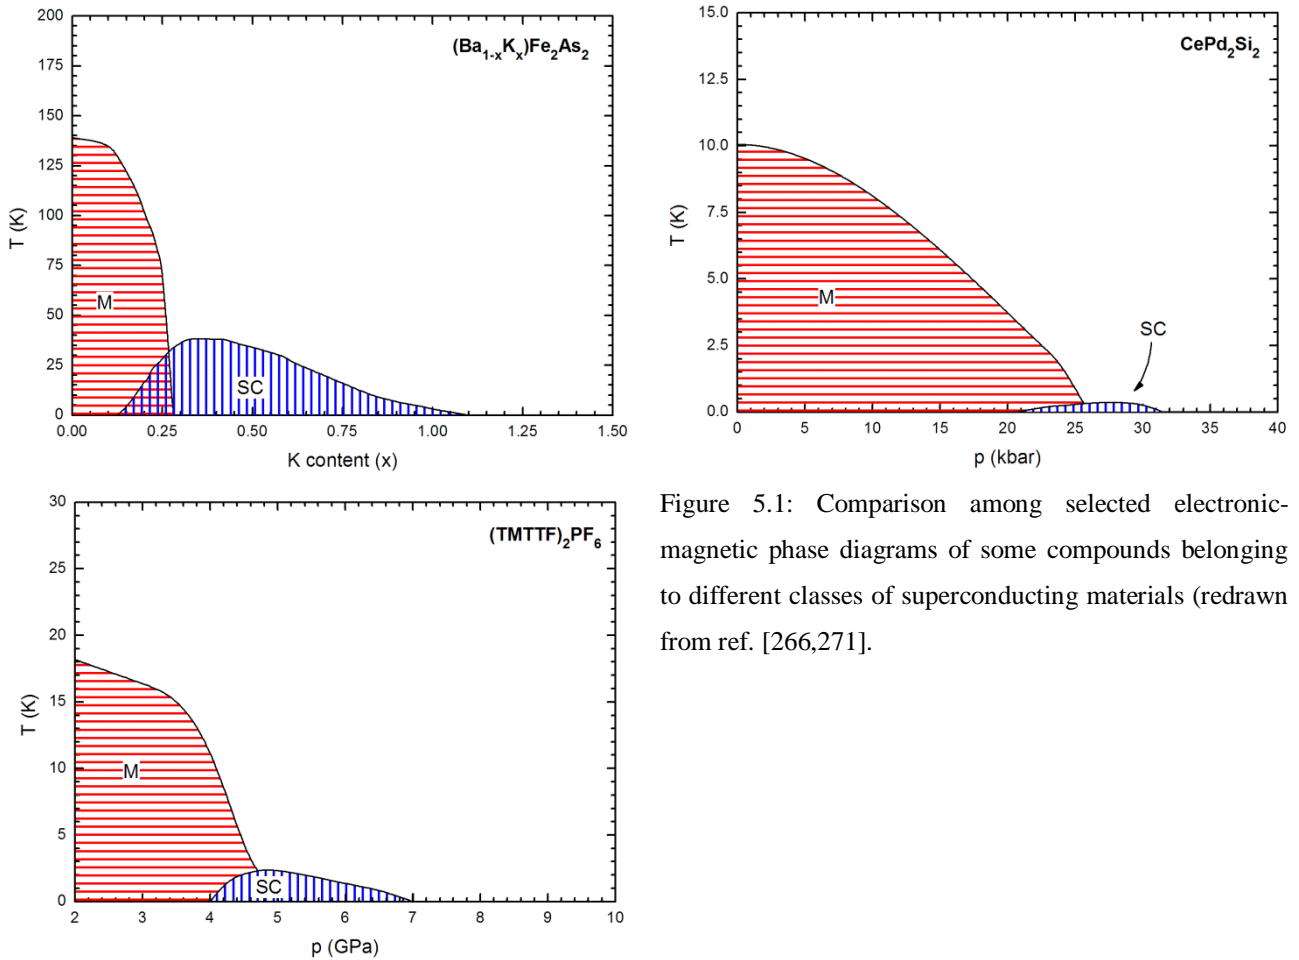 (Ba1-xKx)Fe2As2
200
175
150
125
100
75
50
25
0
T (K)
M
SC
0.00 0.25 0.50 0.75 1.00 1.25 1.50
K content (x)
CePd2Si2
15.0
12.5
10.0
7.5
5.0
2.5
0.0
T (K)
M
SC
0 5 10 15 20 25 30 35 40
p (kbar)
(TMTTF)2PF6
30
25
20
15
10
5
0
T (K)
M
SC
2 3 4 5 6 7 8 9 10
p (GPa)
Figure 5.1: Comparison among selected electronic-
magnetic phase diagrams of some compounds belonging
to different classes of superconducting materials (redrawn
from ref. [266,271].